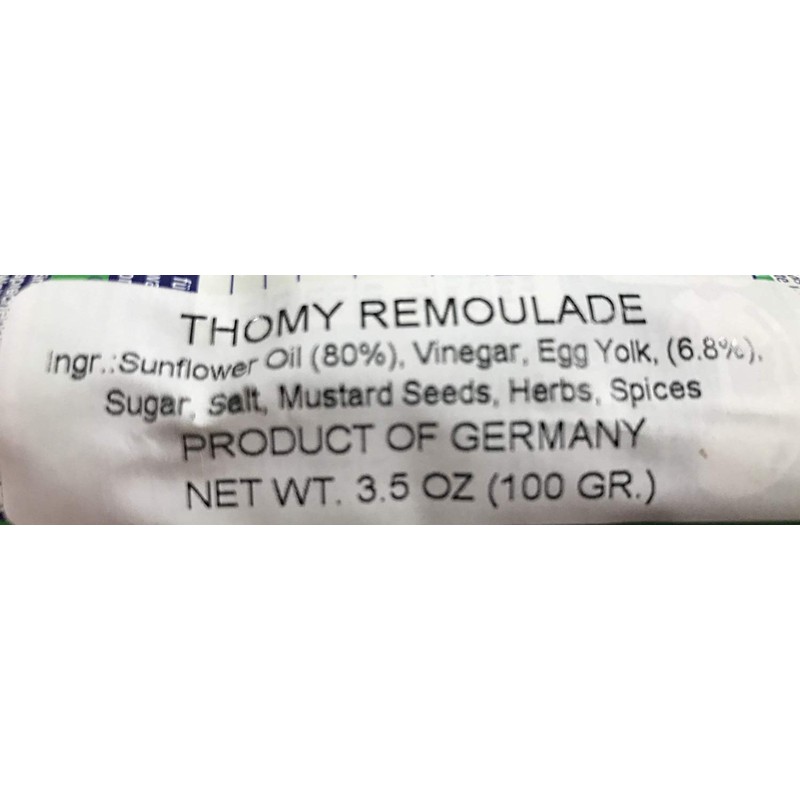 THOMY REMOULADE
Ingr.:Sunflower Oil (80%), Vinegar, Egg Yolk, (6.8%),
Sugar, Salt, Mustard Seeds, Herbs, Spices
PRODUCT OF GERMANY
NET WT. 3.5 OZ (100 GR.)